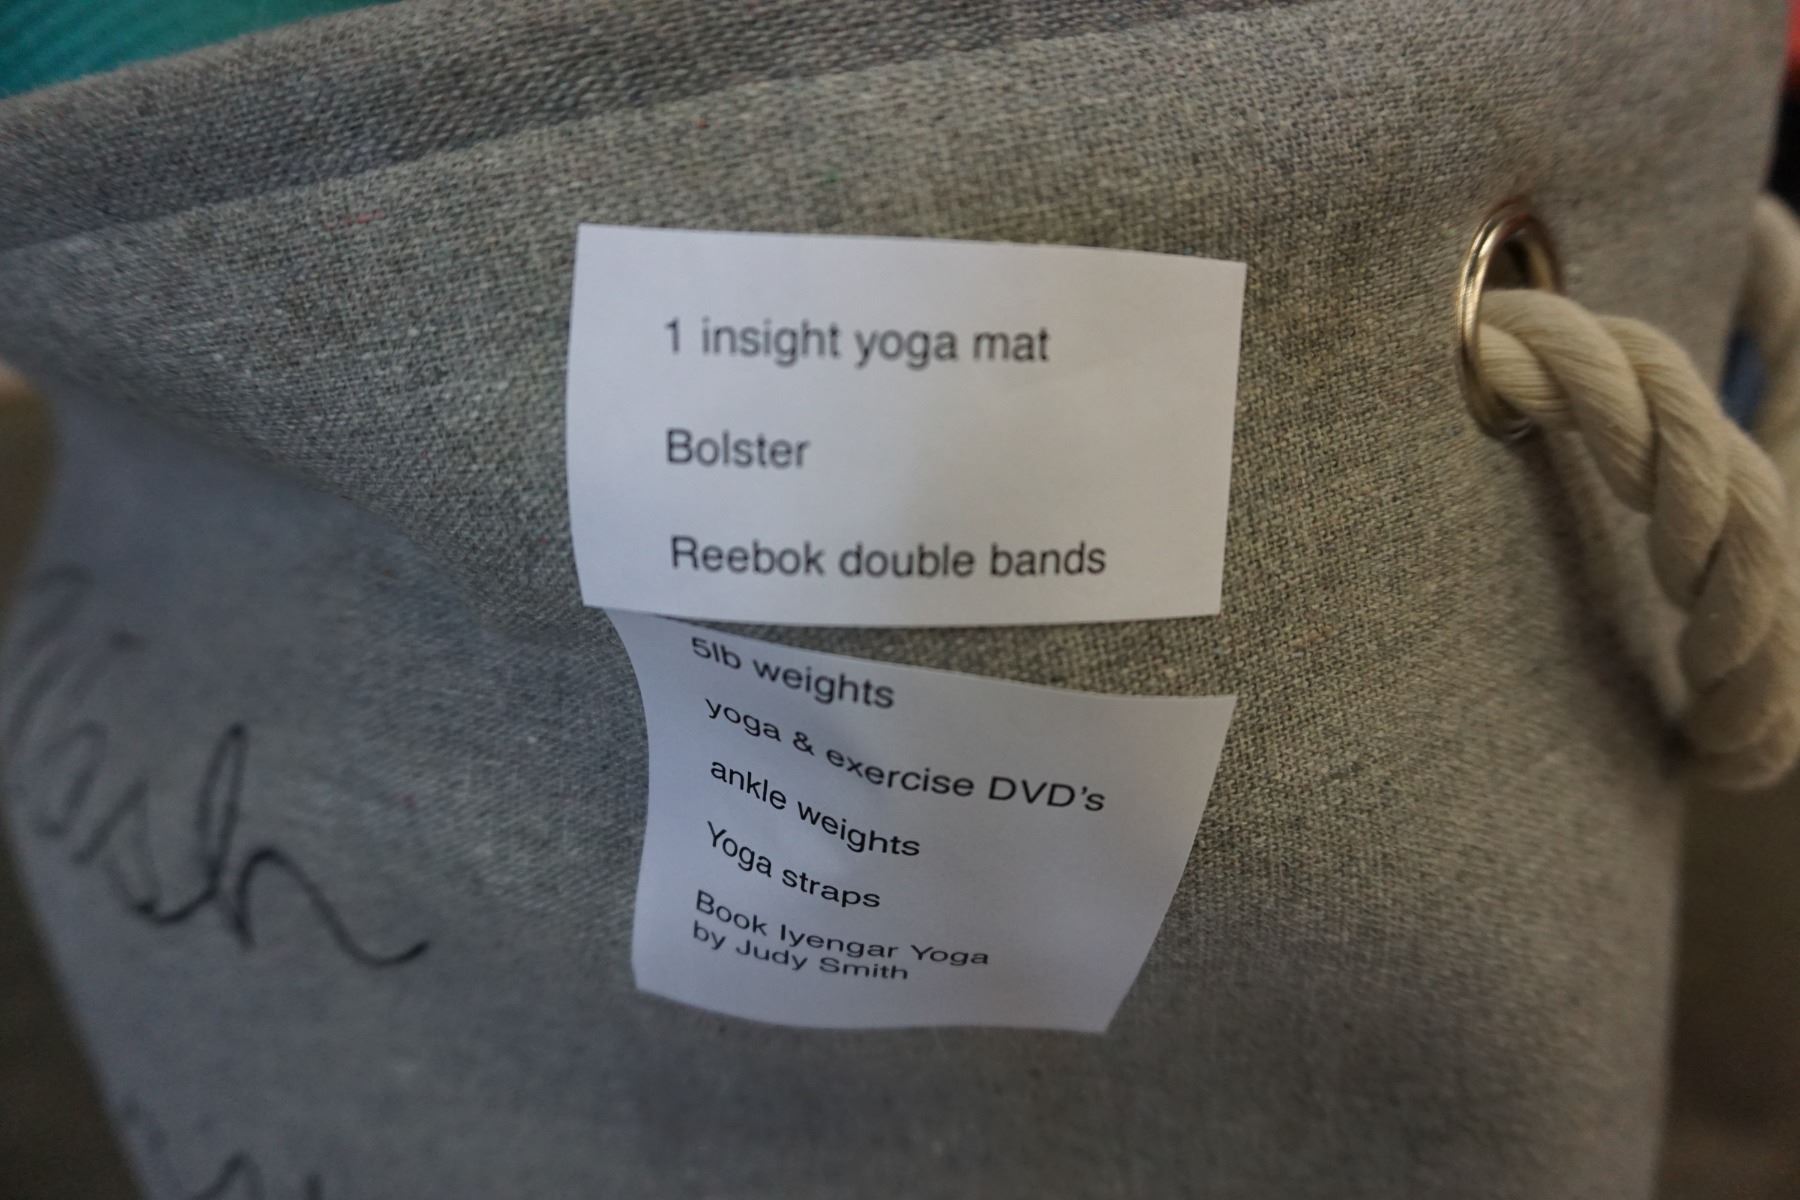 1 insight yoga mat
Bolster
Reebok double bands
5lb weights
yoga & exercise DVD's
ankle weights
Yoga straps
Book Iyengar Yoga
by Judy Smith